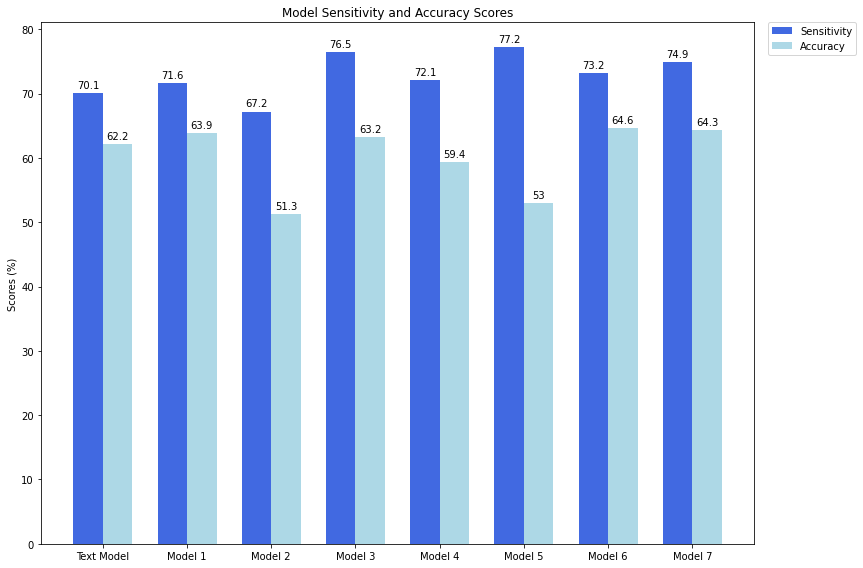 Model Sensitivity and Accuracy Scores
Sensitivity
Accuracy
Scores (%)
80
70
60
50
40
30
20
10
0
70.1
62.2
71.6
63.9
67.2
51.3
76.5
63.2
72.1
59.4
77.2
53
73.2
64.6
74.9
64.3
Text Model
Model 1
Model 2
Model 3
Model 4
Model 5
Model 6
Model 7